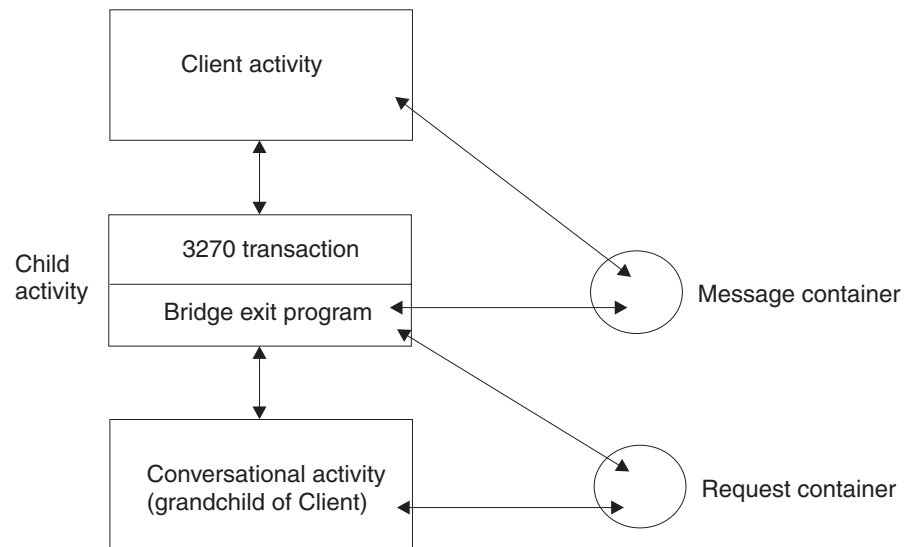 Client activity
3270 transaction
Child
activity
Bridge exit program
Message container
Conversational activity
(grandchild of Client)
Request container